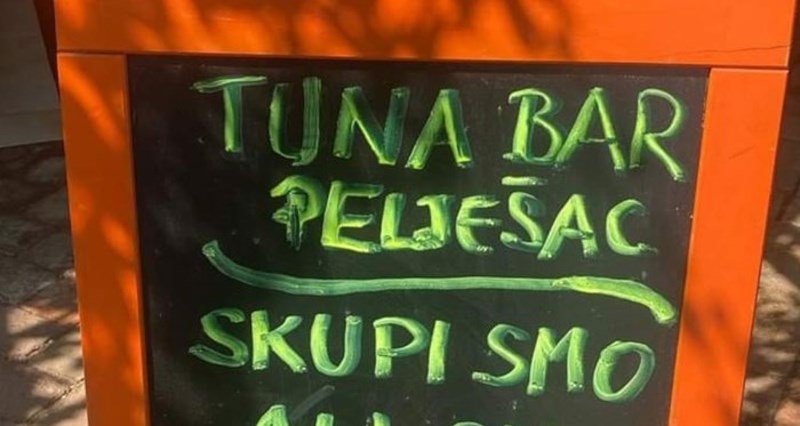 TUNA BAR
PELJEŠAC
SKUPI SMO